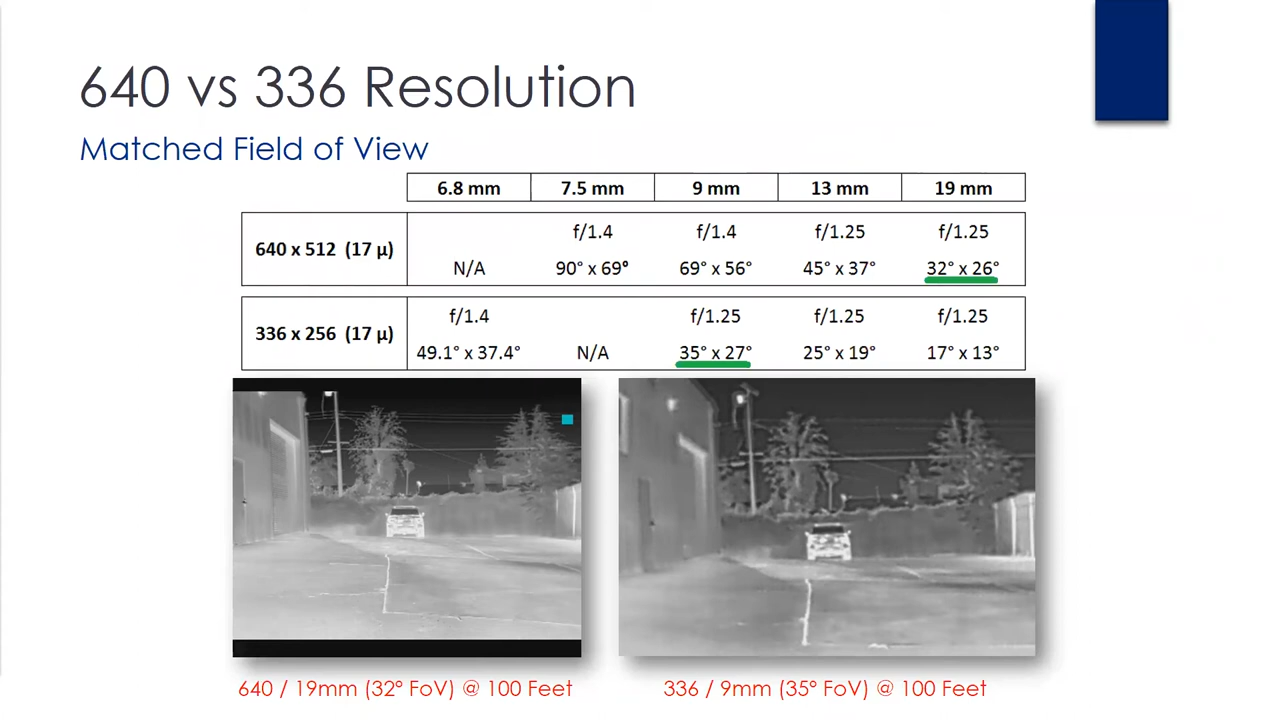 640 vs 336 Resolution
Matched Field of View
6.8 mm 7.5 mm 9 mm 13 mm 19 mm
640 x 512 (17 µ)
f/1.4 f/1.4 f/1.25 f/1.25
N/A 90° x 69° 69° x 56° 45° x 37° 32° x 26°
336 x 256 (17 µ)
f/1.4 f/1.25 f/1.25 f/1.25
49.1° x 37.4° N/A 35° x 27° 25° x 19° 17° x 13°
640 / 19mm (32° FoV) @ 100 Feet
336 / 9mm (35° FoV) @ 100 Feet